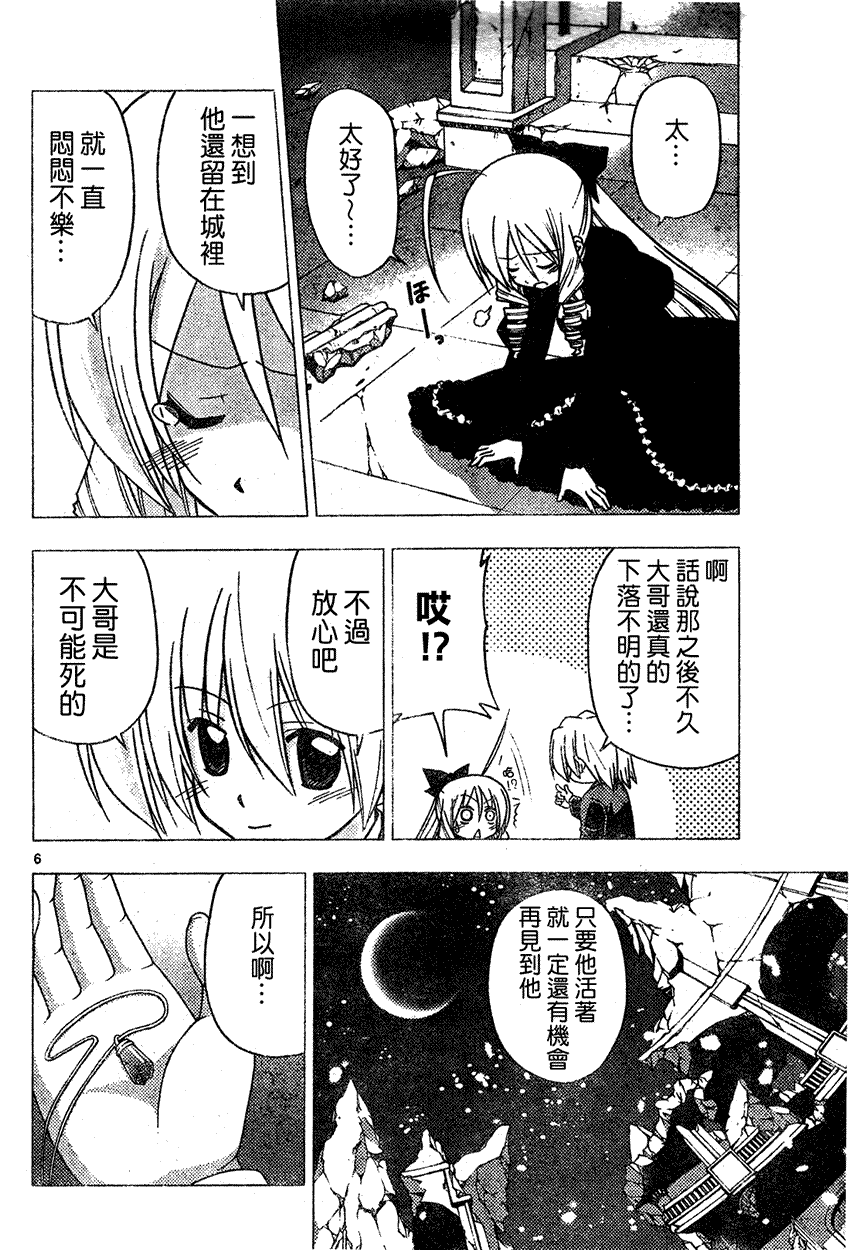 太…
太好了～…
ほーっ
一想到
他還留在城裡
就一直
悶悶不樂…
啊
話說那之後不久
大哥還真的
下落不明的了…
哎!?
不過
放心吧
大哥是
不可能死的
6
只要他活著
就一定還有機會
再見到他
所以啊…